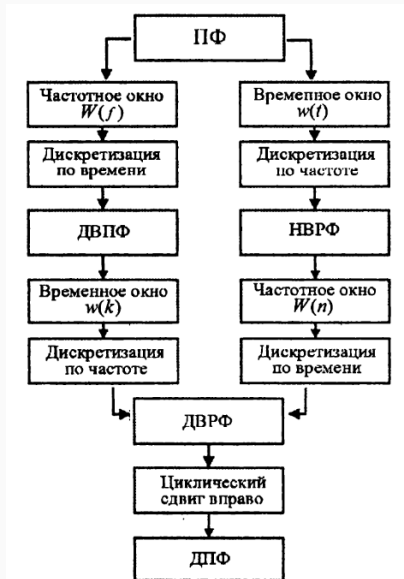 ПФ
Частотное окно
W(f)
Временное окно
w(t)
Дискретизация
по времени
Дискретизация
по частоте
ДВПФ
НВРФ
Временное окно
w(k)
Частотное окно
W(n)
Дискретизация
по частоте
Дискретизация
по времени
ДВРФ
Циклический
сдвиг вправо
ДПФ